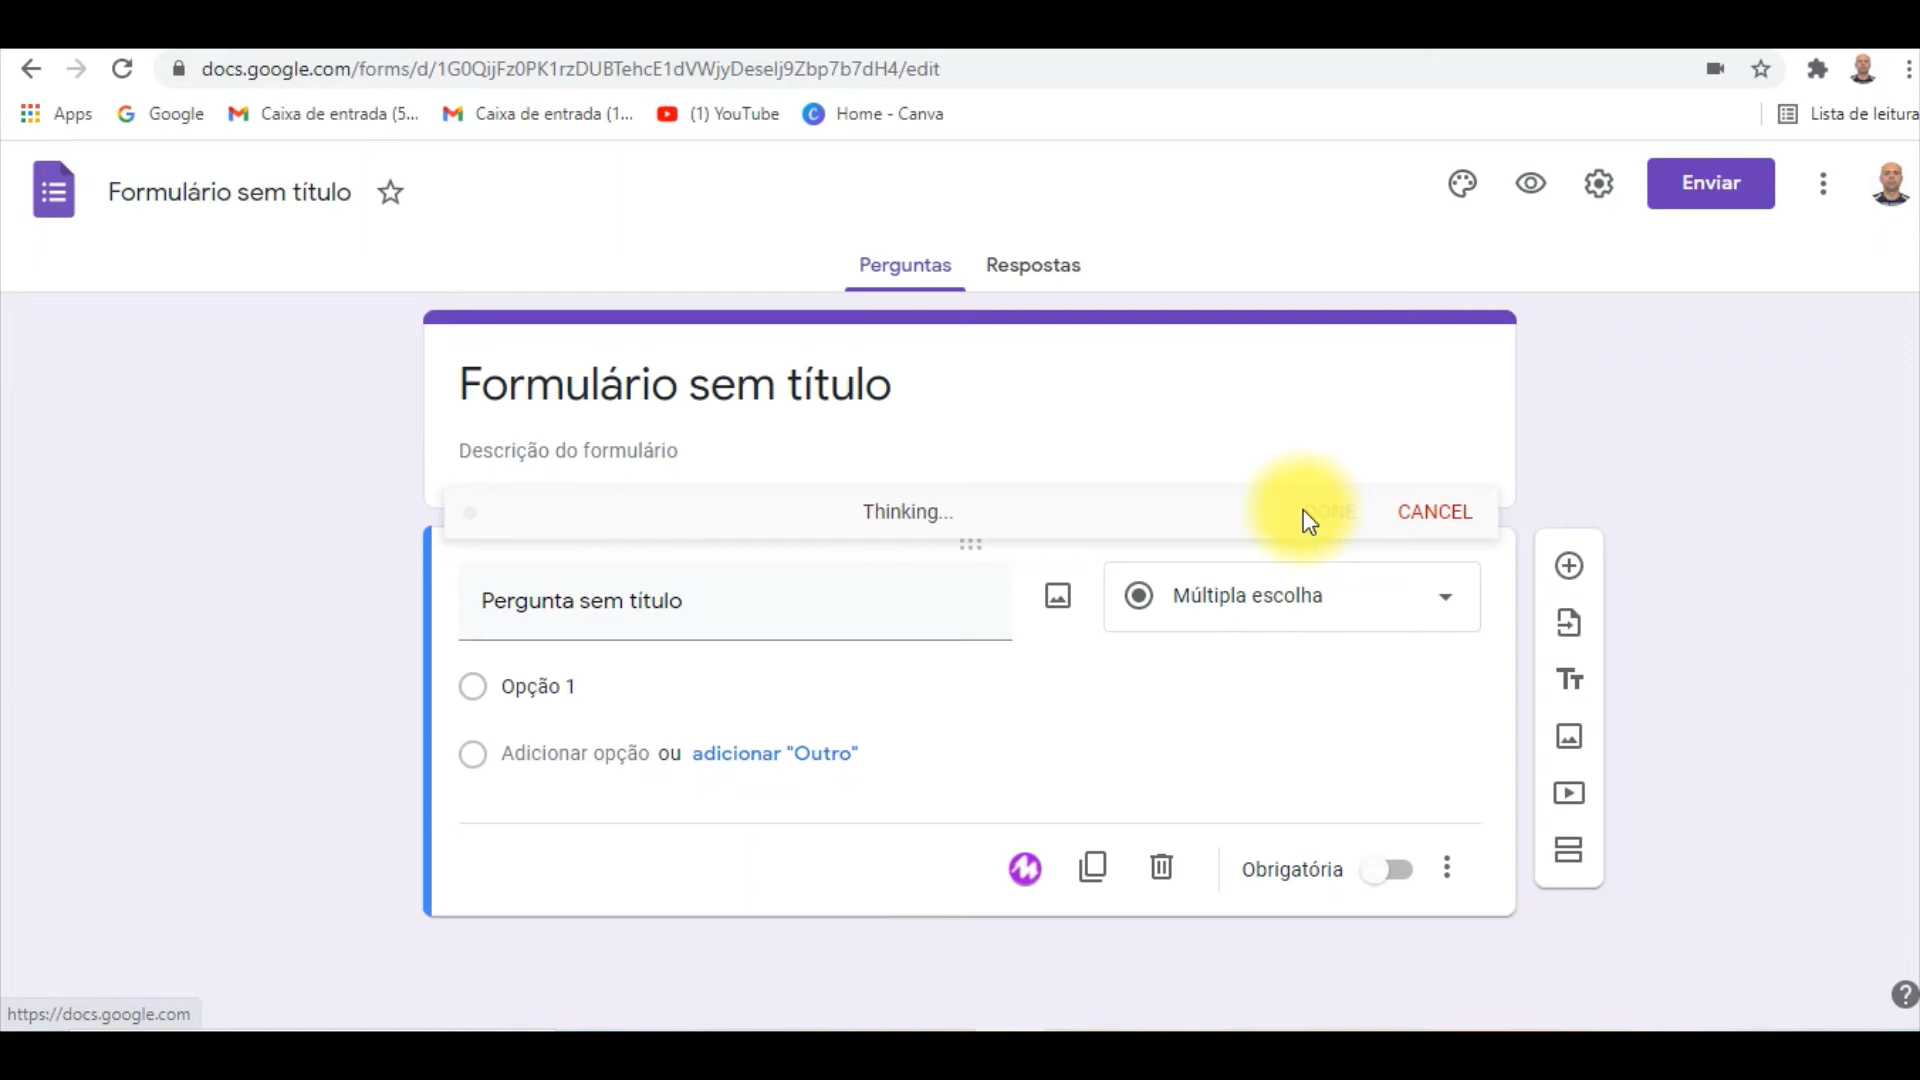 docs.google.com/forms/d/1G0QijFz0PK1rzDUBTehcE1dVWjyDeselj9Zbp7b7dH4/edit
Apps Google Caixa de entrada (5... Caixa de entrada (1... (1) YouTube Home - Canva Lista de leitura
Formulário sem título Enviar
Perguntas Respostas
Formulário sem título
Descrição do formulário
Thinking... DONE CANCEL
Pergunta sem título Múltipla escolha
Opção 1
Adicionar opção ou adicionar "Outro"
Obrigatória
https://docs.google.com